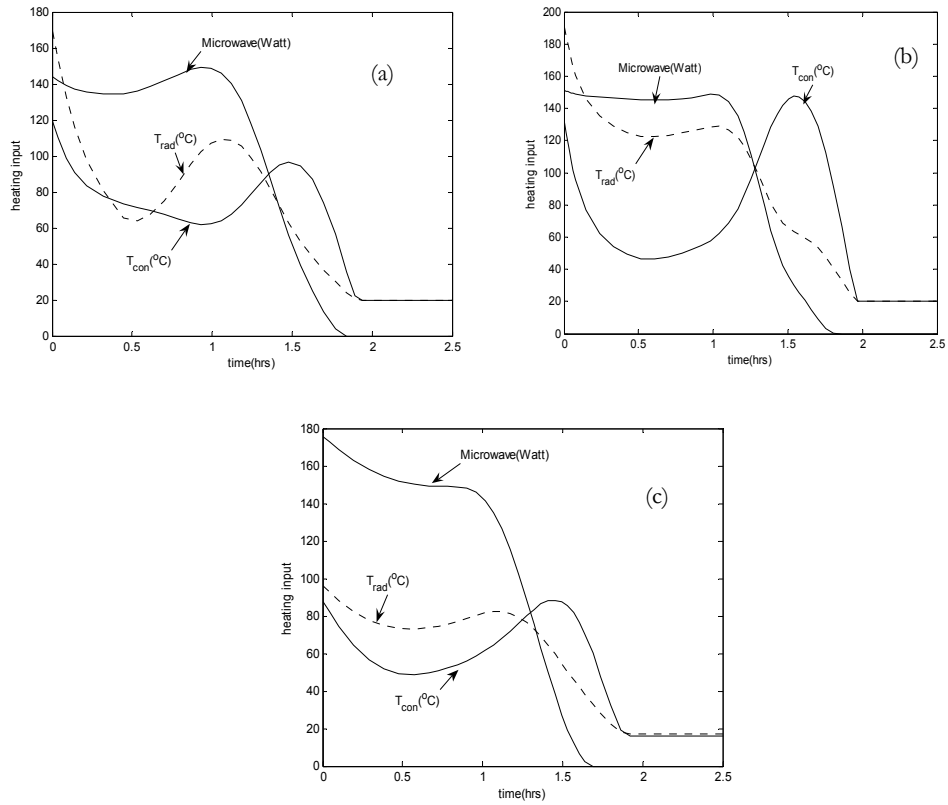 180
160
140
120
100
80
60
40
20
0
heating input
Microwave(Watt)
(a)
T_rad(°C)
T_con(°C)
0 0.5 1 1.5 2 2.5
time(hrs)
200
180
160
140
120
100
80
60
40
20
0
heating input
Microwave(Watt)
T_con(°C)
(b)
T_rad(°C)
0 0.5 1 1.5 2 2.5
time(hrs)
180
160
140
120
100
80
60
40
20
0
heating input
Microwave(Watt)
(c)
T_rad(°C)
T_con(°C)
0 0.5 1 1.5 2 2.5
time(hrs)